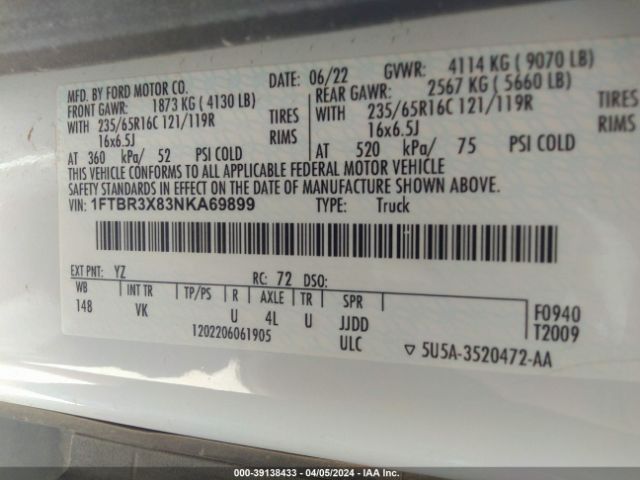 MFD. BY FORD MOTOR CO.
DATE: 06/22 GVWR: 4114 KG ( 9070 LB)
FRONT GAWR: 1873 KG ( 4130 LB) REAR GAWR: 2567 KG ( 5660 LB)
WITH 235/65R16C 121/119R TIRES WITH 235/65R16C 121/119R TIRES
16x6.5J RIMS 16x6.5J RIMS
AT 360 kPa/ 52 PSI COLD AT 520 kPa/ 75 PSI COLD
THIS VEHICLE CONFORMS TO ALL APPLICABLE FEDERAL MOTOR VEHICLE
SAFETY STANDARDS IN EFFECT ON THE DATE OF MANUFACTURE SHOWN ABOVE.
VIN: 1FTBR3X83NKA69899 TYPE: Truck
EXT PNT: YZ RC: 72 DSO:
WB INT TR TP/PS R AXLE TR SPR
148 VK U 4L U JJDD F0940
1202206061905 ULC T2009
▽ 5U5A-3520472-AA
000-39138433 - 04/05/2024 - IAA Inc.